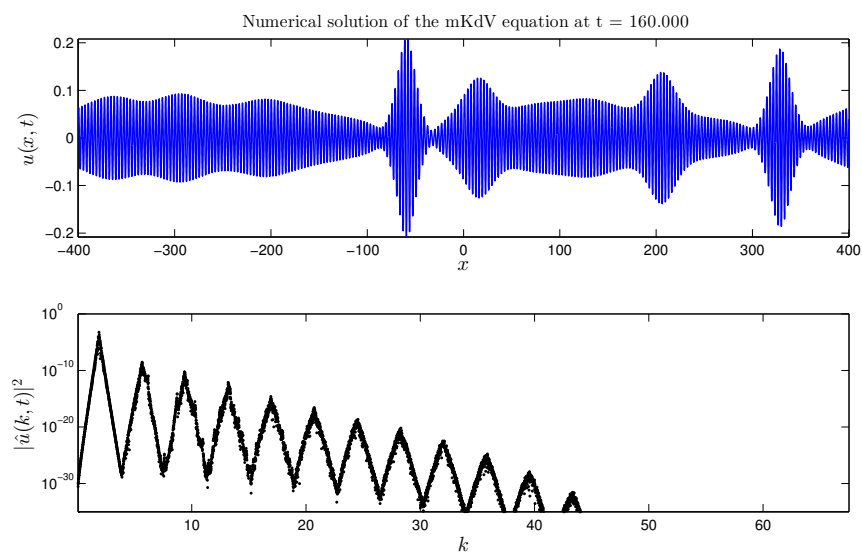 Numerical solution of the mKdV equation at t = 160.000
u(x, t)
0.2
0.1
0
−0.1
−0.2
−400 −300 −200 −100 0 100 200 300 400
x
|û(k, t)|²
10⁰
10⁻¹⁰
10⁻²⁰
10⁻³⁰
10 20 30 40 50 60
k